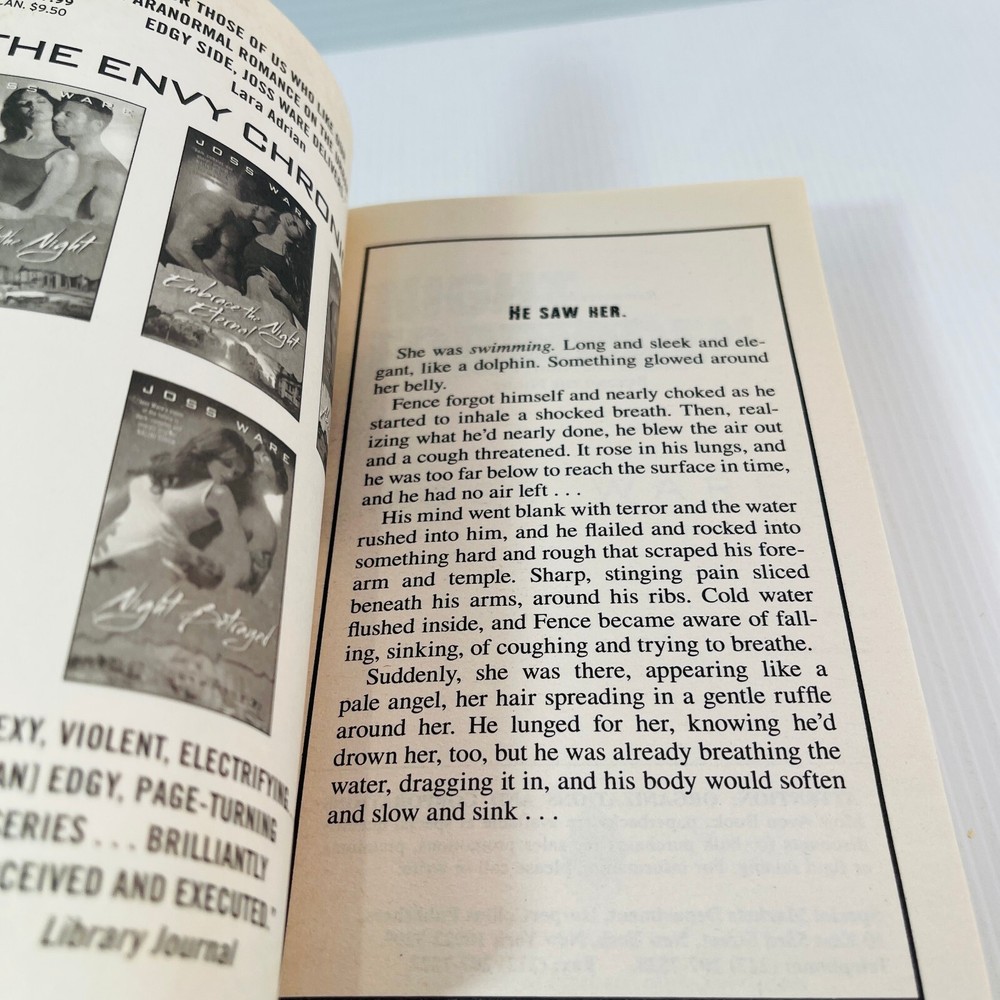 AN. $9.50
R THOSE OF US WHO LIKE
ARANORMAL ROMANCE ON THE
EDGY SIDE, JOSS WARE DELIVE
Lara Adrian
THE ENVY CHRONI
SS WARE
the Night
JOSS WARE
Embrace the Night
Eternal
JOSS WARE
Night Betrayed
EXY, VIOLENT, ELECTRIFYING,
AN] EDGY, PAGE-TURNING
SERIES . . . BRILLIANTLY
CEIVED AND EXECUTED."
Library Journal
HE SAW HER.
She was swimming. Long and sleek and ele-
gant, like a dolphin. Something glowed around
her belly.
Fence forgot himself and nearly choked as he
started to inhale a shocked breath. Then, real-
izing what he'd nearly done, he blew the air out
and a cough threatened. It rose in his lungs, and
he was too far below to reach the surface in time,
and he had no air left . . .
His mind went blank with terror and the water
rushed into him, and he flailed and rocked into
something hard and rough that scraped his fore-
arm and temple. Sharp, stinging pain sliced
beneath his arms, around his ribs. Cold water
flushed inside, and Fence became aware of fall-
ing, sinking, of coughing and trying to breathe.
Suddenly, she was there, appearing like a
pale angel, her hair spreading in a gentle ruffle
around her. He lunged for her, knowing he'd
drown her, too, but he was already breathing the
water, dragging it in, and his body would soften
and slow and sink . . .